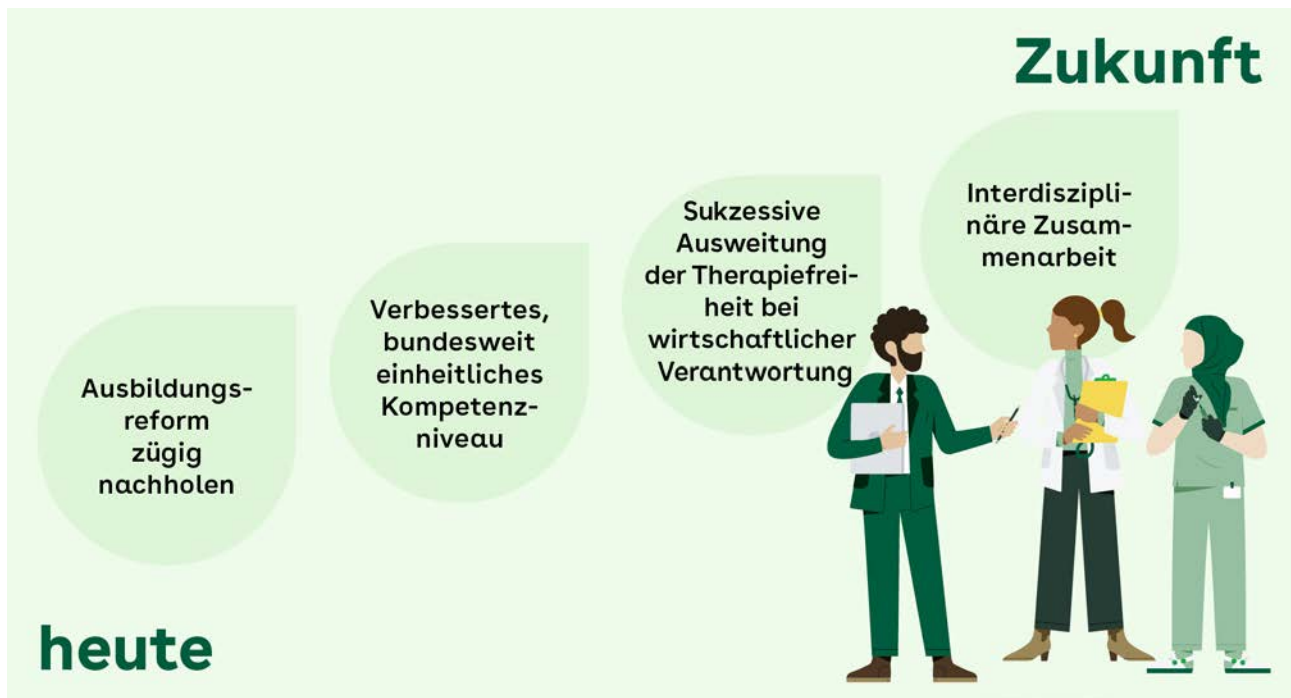 Zukunft
Interdiszipli-
näre Zusam-
menarbeit
Sukzessive
Ausweitung
der Therapiefrei-
heit bei
wirtschaftlicher
Verantwortung
Verbessertes,
bundesweit
einheitliches
Kompetenz-
niveau
Ausbildungs-
reform
zügig
nachholen
heute